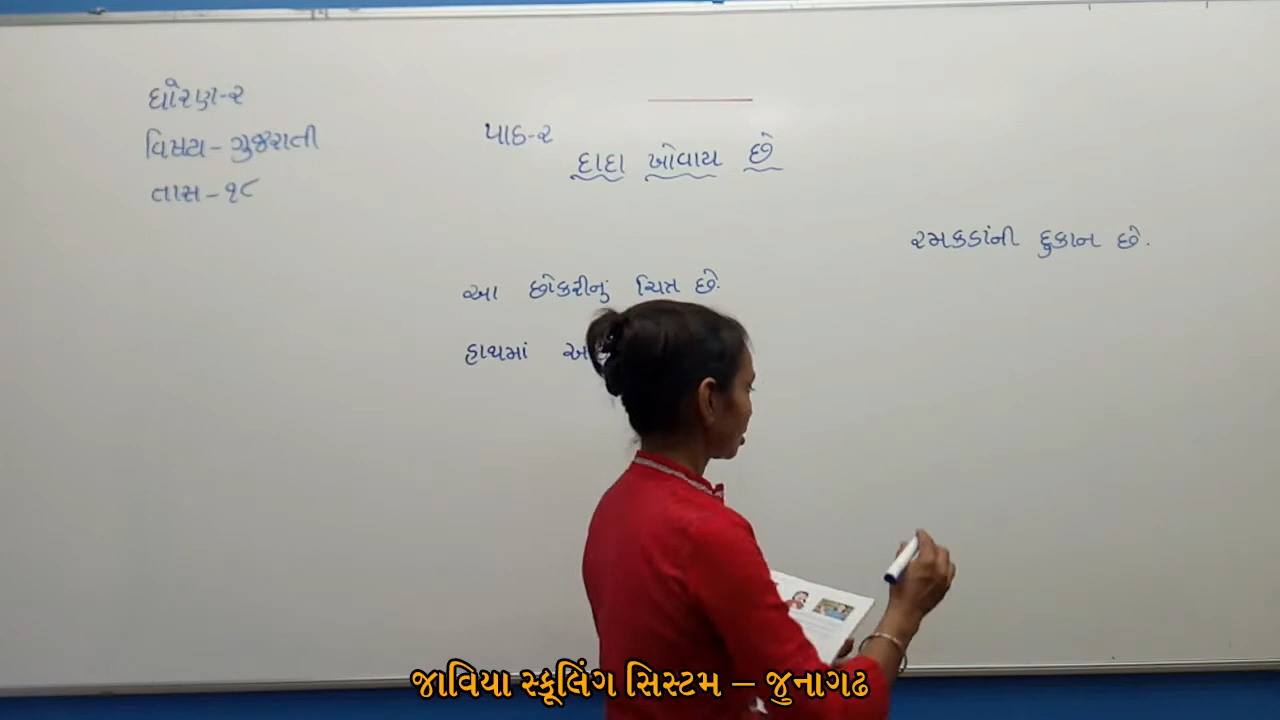 ધોરણ-૨
વિષય - ગુજરાતી
તાસ - ૧૮
પાઠ-૨
દાદા ખોવાય છે
રમકડાંની દુકાન છે.
આ છોકરીનું ચિત્ર છે.
હાથમાં
જાવિયા સ્કૂલિંગ સિસ્ટમ – જુનાગઢ